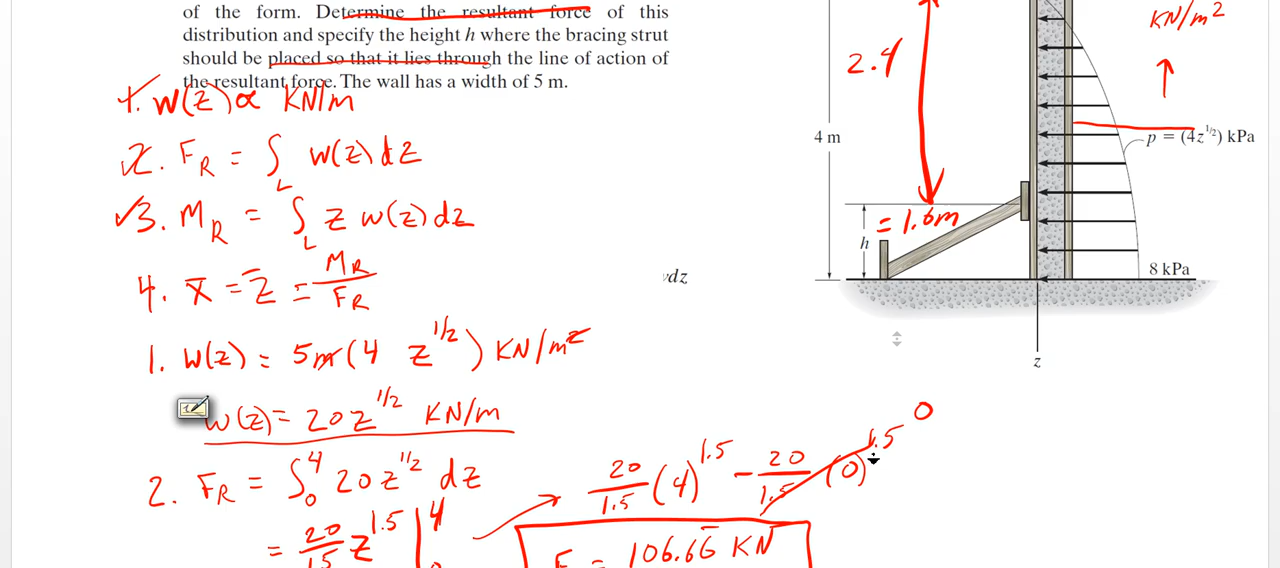 of the form. Determine the resultant force of this
distribution and specify the height h where the bracing strut
should be placed so that it lies through the line of action of
the resultant force. The wall has a width of 5 m.
1. W(z) ∝ KN/m
2. F_R = ∫_L W(z) dz
✓3. M_R = ∫_L z w(z) dz
4. x̄ = z̄ = M_R / F_R
1. W(z) = 5m (4 z^1/2) KN/m²
w(z) = 20 z^1/2 KN/m
2. F_R = ∫_0^4 20 z^1/2 dz
= 20/1.5 z^1.5 |_0^4
20/1.5 (4)^1.5 - 20/1.5 (0)^1.5 0
F = 106.66̄ KN
dz
KN/m²
2.4
4 m
p = (4z^1/2) kPa
= 1.6m
h
8 kPa
z